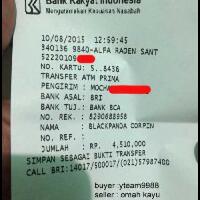 Bank Rakyat Indonesia
Mengutamakan Kepuasan Nasabah
10/08/2015 12:59:45
340136 9840-ALFA RADEN SANT
52220109
NO. KARTU: 5..8436
TRANSFER ATM PRIMA
PENGIRIM : MOCHA
BANK ASAL: BRI
BANK TUJ.: BANK BCA
NO. REK. : 8290688958
NAMA : BLACKPANDA CORPIN
NO. REK. :
JUMLAH : RP. 4,510,000
SIMPAN SEBAGAI BUKTI TRANSFER
CALL BRI:14017/500017/(021)57987400
buyer :yteam9988
seller : omah kayu